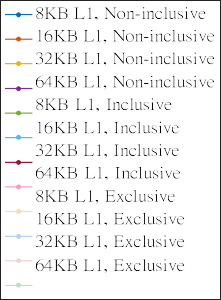 8KB L1, Non-inclusive
16KB L1, Non-inclusive
32KB L1, Non-inclusive
64KB L1, Non-inclusive
8KB L1, Inclusive
16KB L1, Inclusive
32KB L1, Inclusive
64KB L1, Inclusive
8KB L1, Exclusive
16KB L1, Exclusive
32KB L1, Exclusive
64KB L1, Exclusive